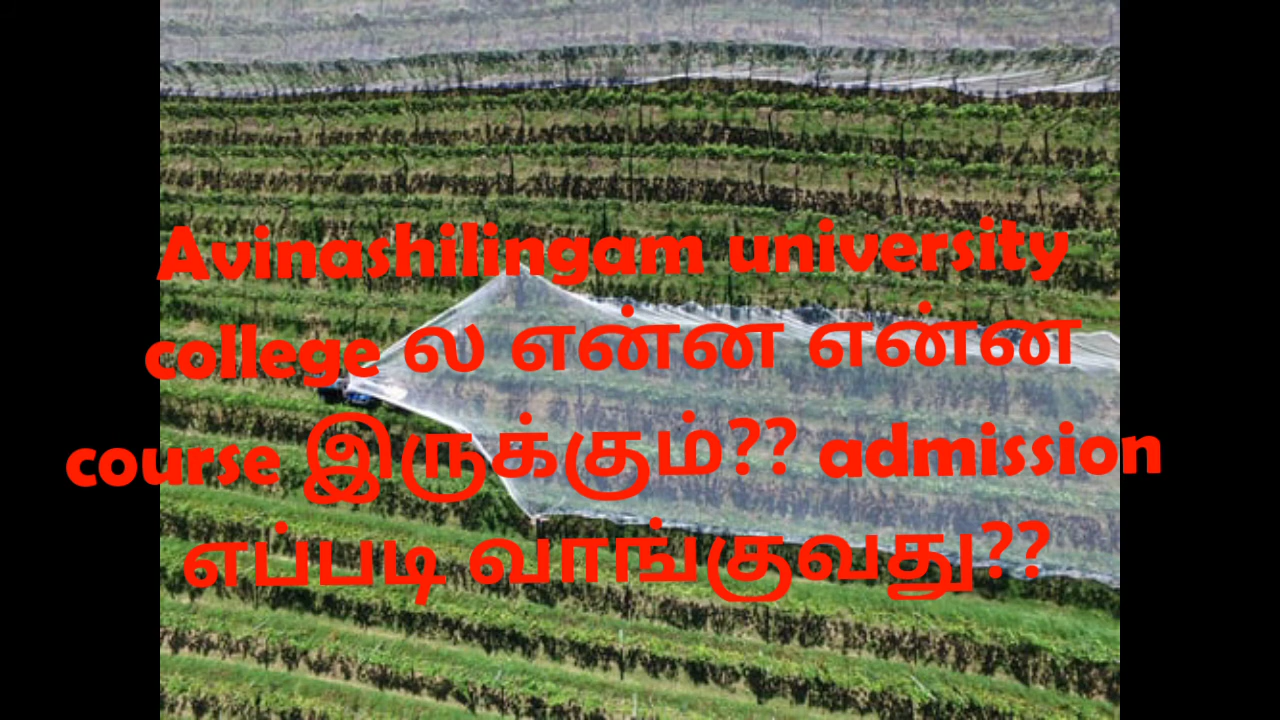 Avinashilingam university
college ல என்ன என்ன
course இருக்கும்?? admission
எப்படி வாங்குவது??